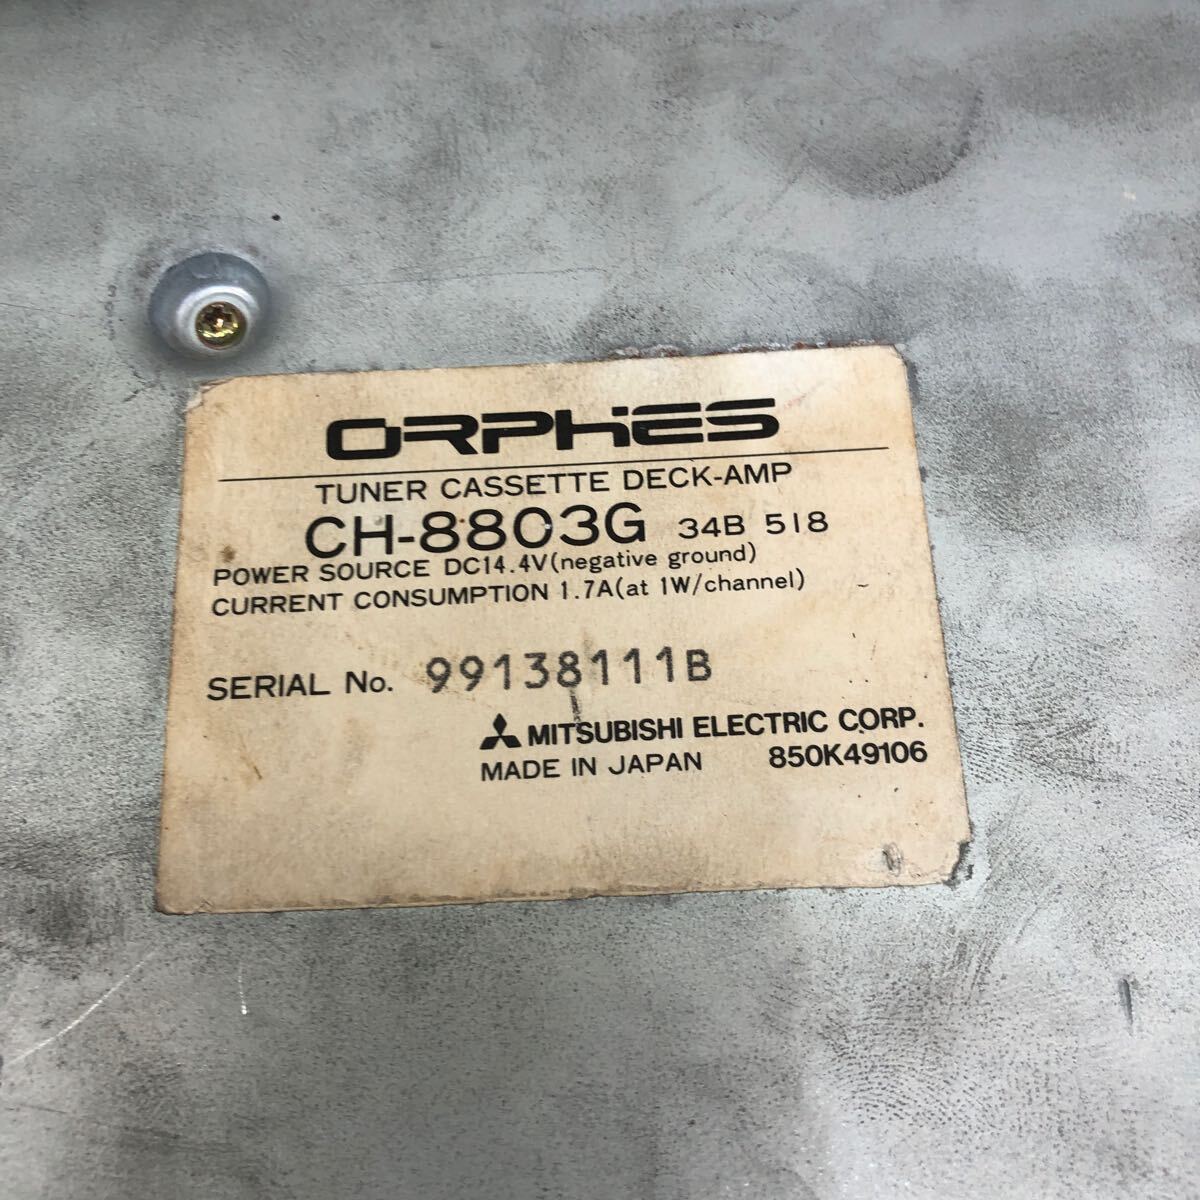 ORPHES
TUNER CASSETTE DECK-AMP
CH-8803G 34B 518
POWER SOURCE DC14.4V(negative ground)
CURRENT CONSUMPTION 1.7A(at 1W/channel)
SERIAL No. 99138111B
MITSUBISHI ELECTRIC CORP.
MADE IN JAPAN 850K49106